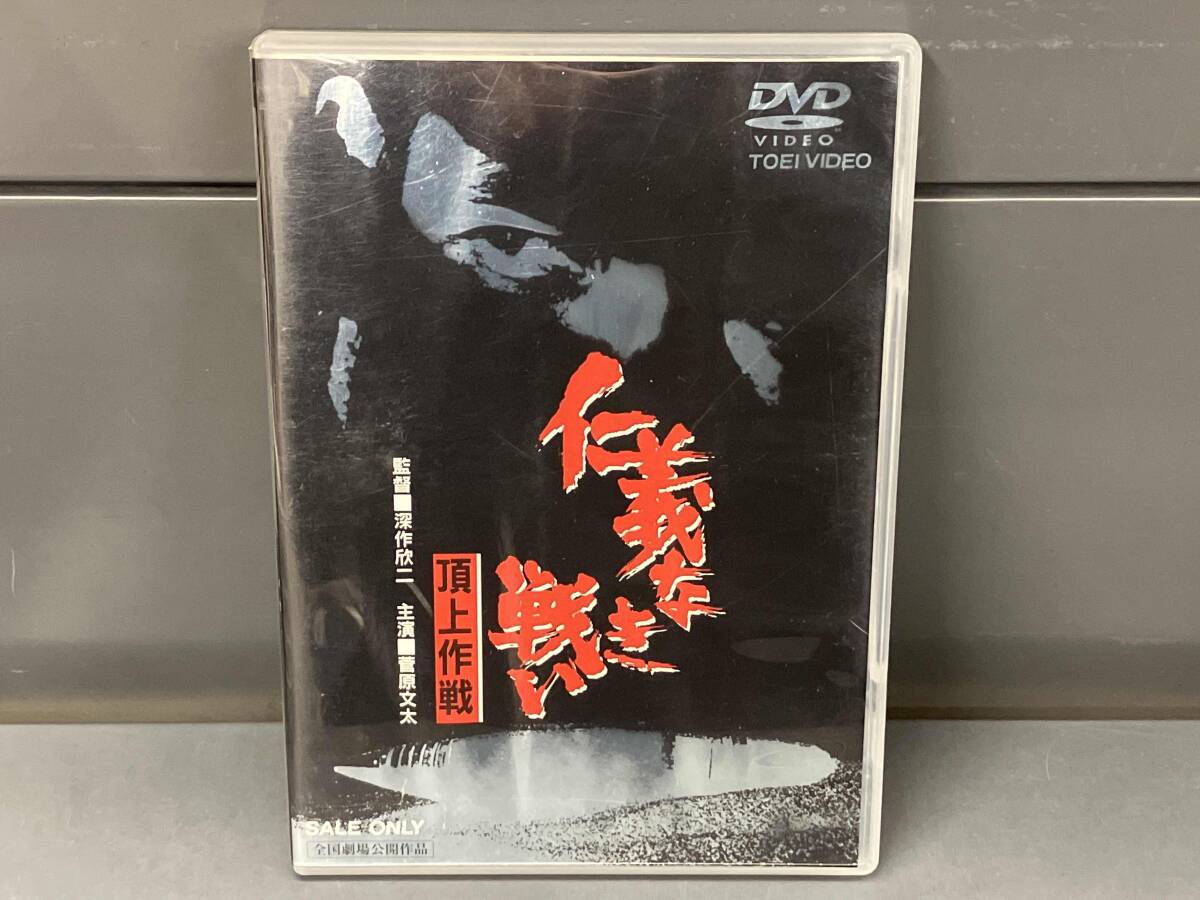 DVD
VIDEO
TOEI VIDEO
仁義なき
戦い
頂上作戦
監督■深作欣二 主演■菅原文太
SALE ONLY
全国劇場公開作品